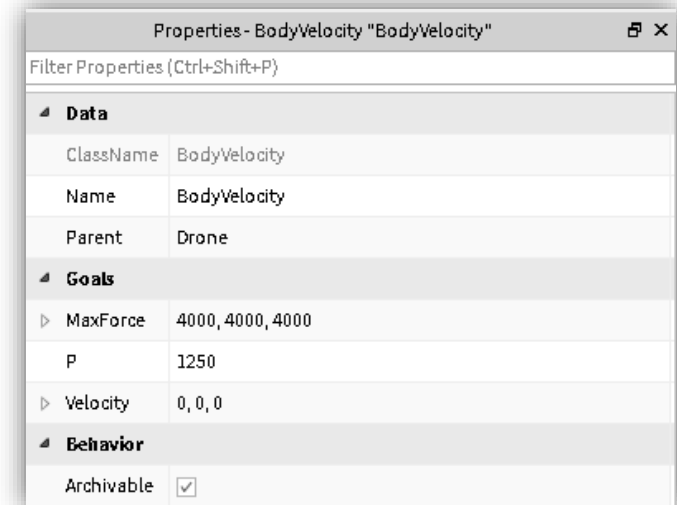 Properties - BodyVelocity "BodyVelocity"
Filter Properties (Ctrl+Shift+P)
Data
ClassName BodyVelocity
Name BodyVelocity
Parent Drone
Goals
MaxForce 4000, 4000, 4000
P 1250
Velocity 0, 0, 0
Behavior
Archivable